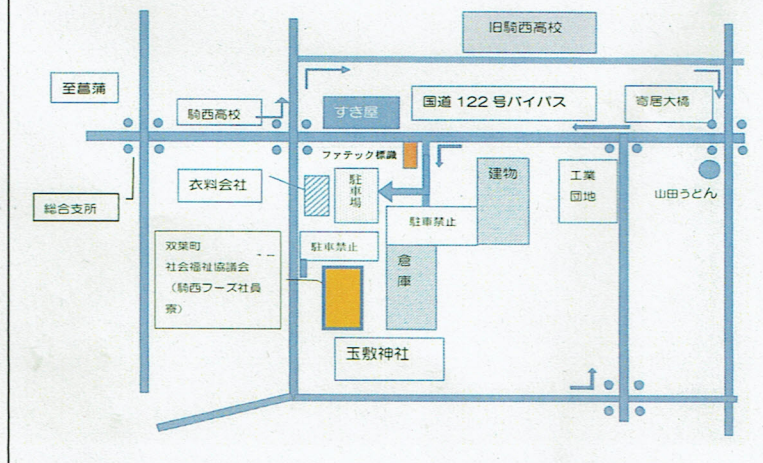 旧騎西高校
至菖蒲
騎西高校
すき屋
国道 122 号バイパス
寄居大橋
ファテック標識
衣料会社
駐車場
建物
工業
団地
山田うどん
総合支所
駐車禁止
双葉町
社会福祉協議会
（騎西フーズ社員
寮）
駐車禁止
倉庫
玉敷神社